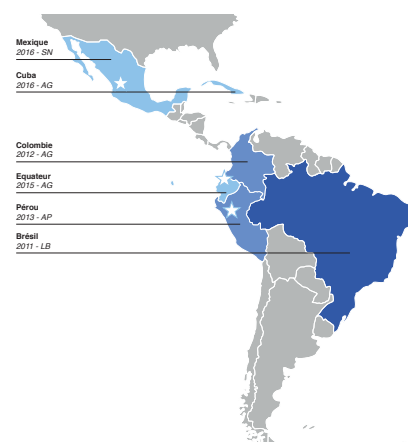 Mexique
2016 - SN
Cuba
2016 - AG
Colombie
2012 - AG
Equateur
2015 - AG
Pérou
2013 - AP
Brésil
2011 - LB